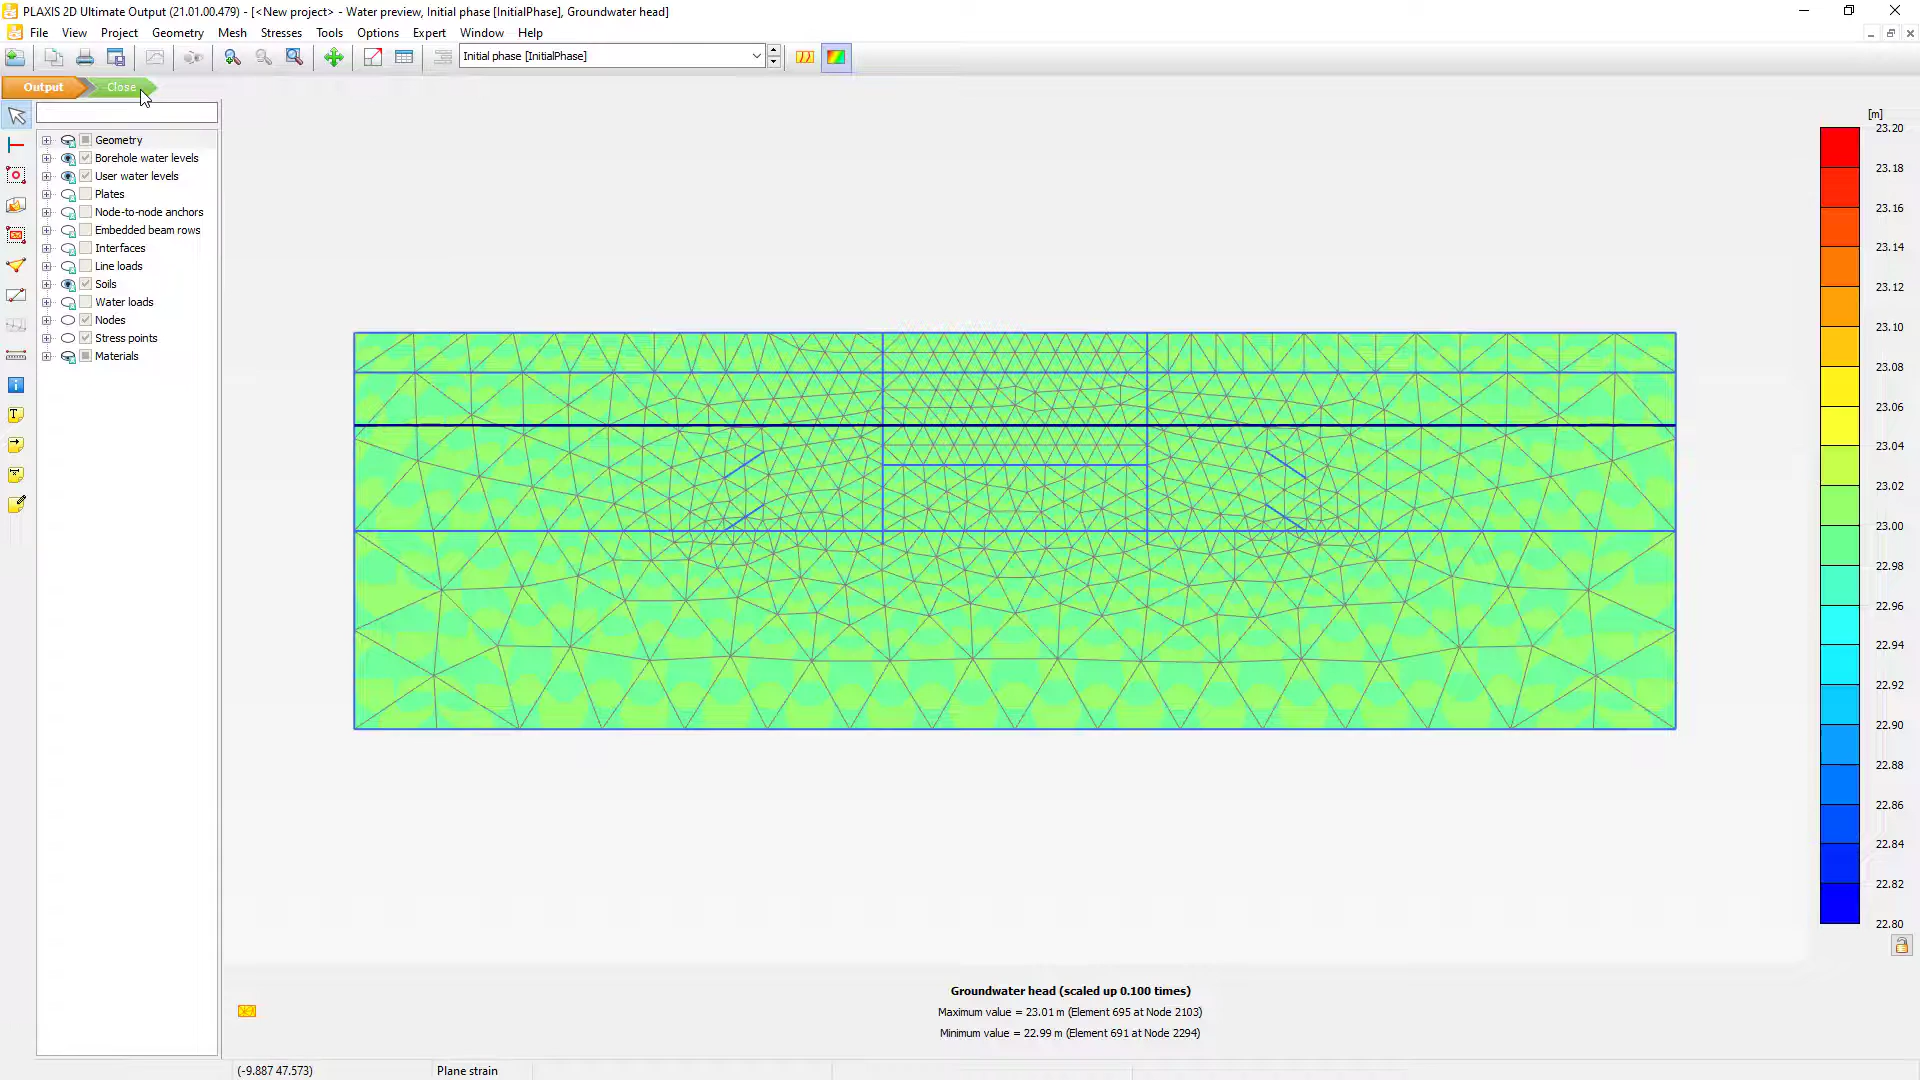 PLAXIS 2D Ultimate Output (21.01.00.479) - [<New project> - Water preview, Initial phase [InitialPhase], Groundwater head]
File View Project Geometry Mesh Stresses Tools Options Expert Window Help
Initial phase [InitialPhase]
Output Close
Geometry
Borehole water levels
User water levels
Plates
Node-to-node anchors
Embedded beam rows
Interfaces
Line loads
Soils
Water loads
Nodes
Stress points
Materials
[m]
23.20
23.18
23.16
23.14
23.12
23.10
23.08
23.06
23.04
23.02
23.00
22.98
22.96
22.94
22.92
22.90
22.88
22.86
22.84
22.82
22.80
Groundwater head (scaled up 0.100 times)
Maximum value = 23.01 m (Element 695 at Node 2103)
Minimum value = 22.99 m (Element 691 at Node 2294)
(-9.887 47.573) Plane strain